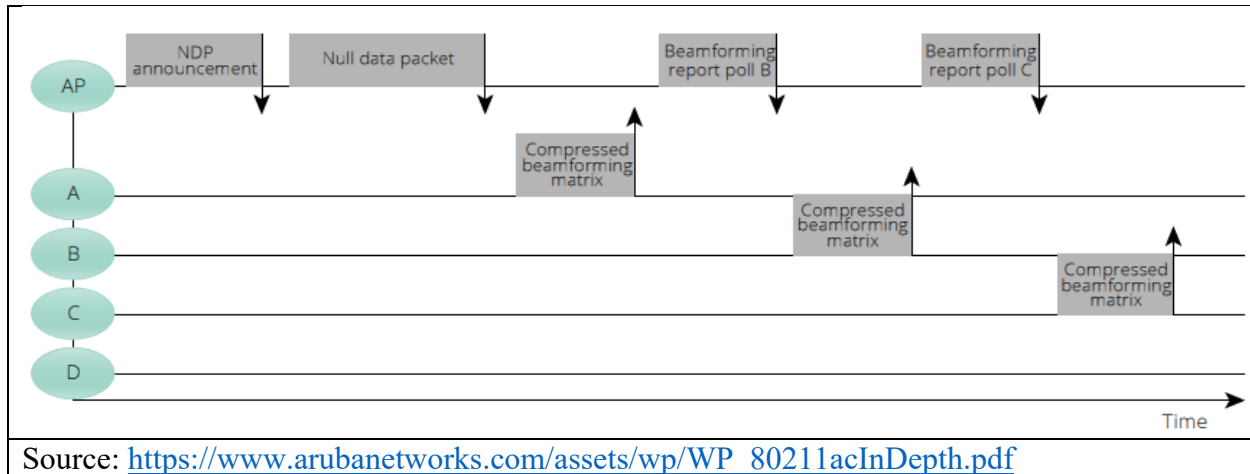 NDP
announcement
Null data packet
Beamforming
report poll B
Beamforming
report poll C
AP
Compressed
beamforming
matrix
A
Compressed
beamforming
matrix
B
Compressed
beamforming
matrix
C
D
Time
Source: https://www.arubanetworks.com/assets/wp/WP_80211acInDepth.pdf